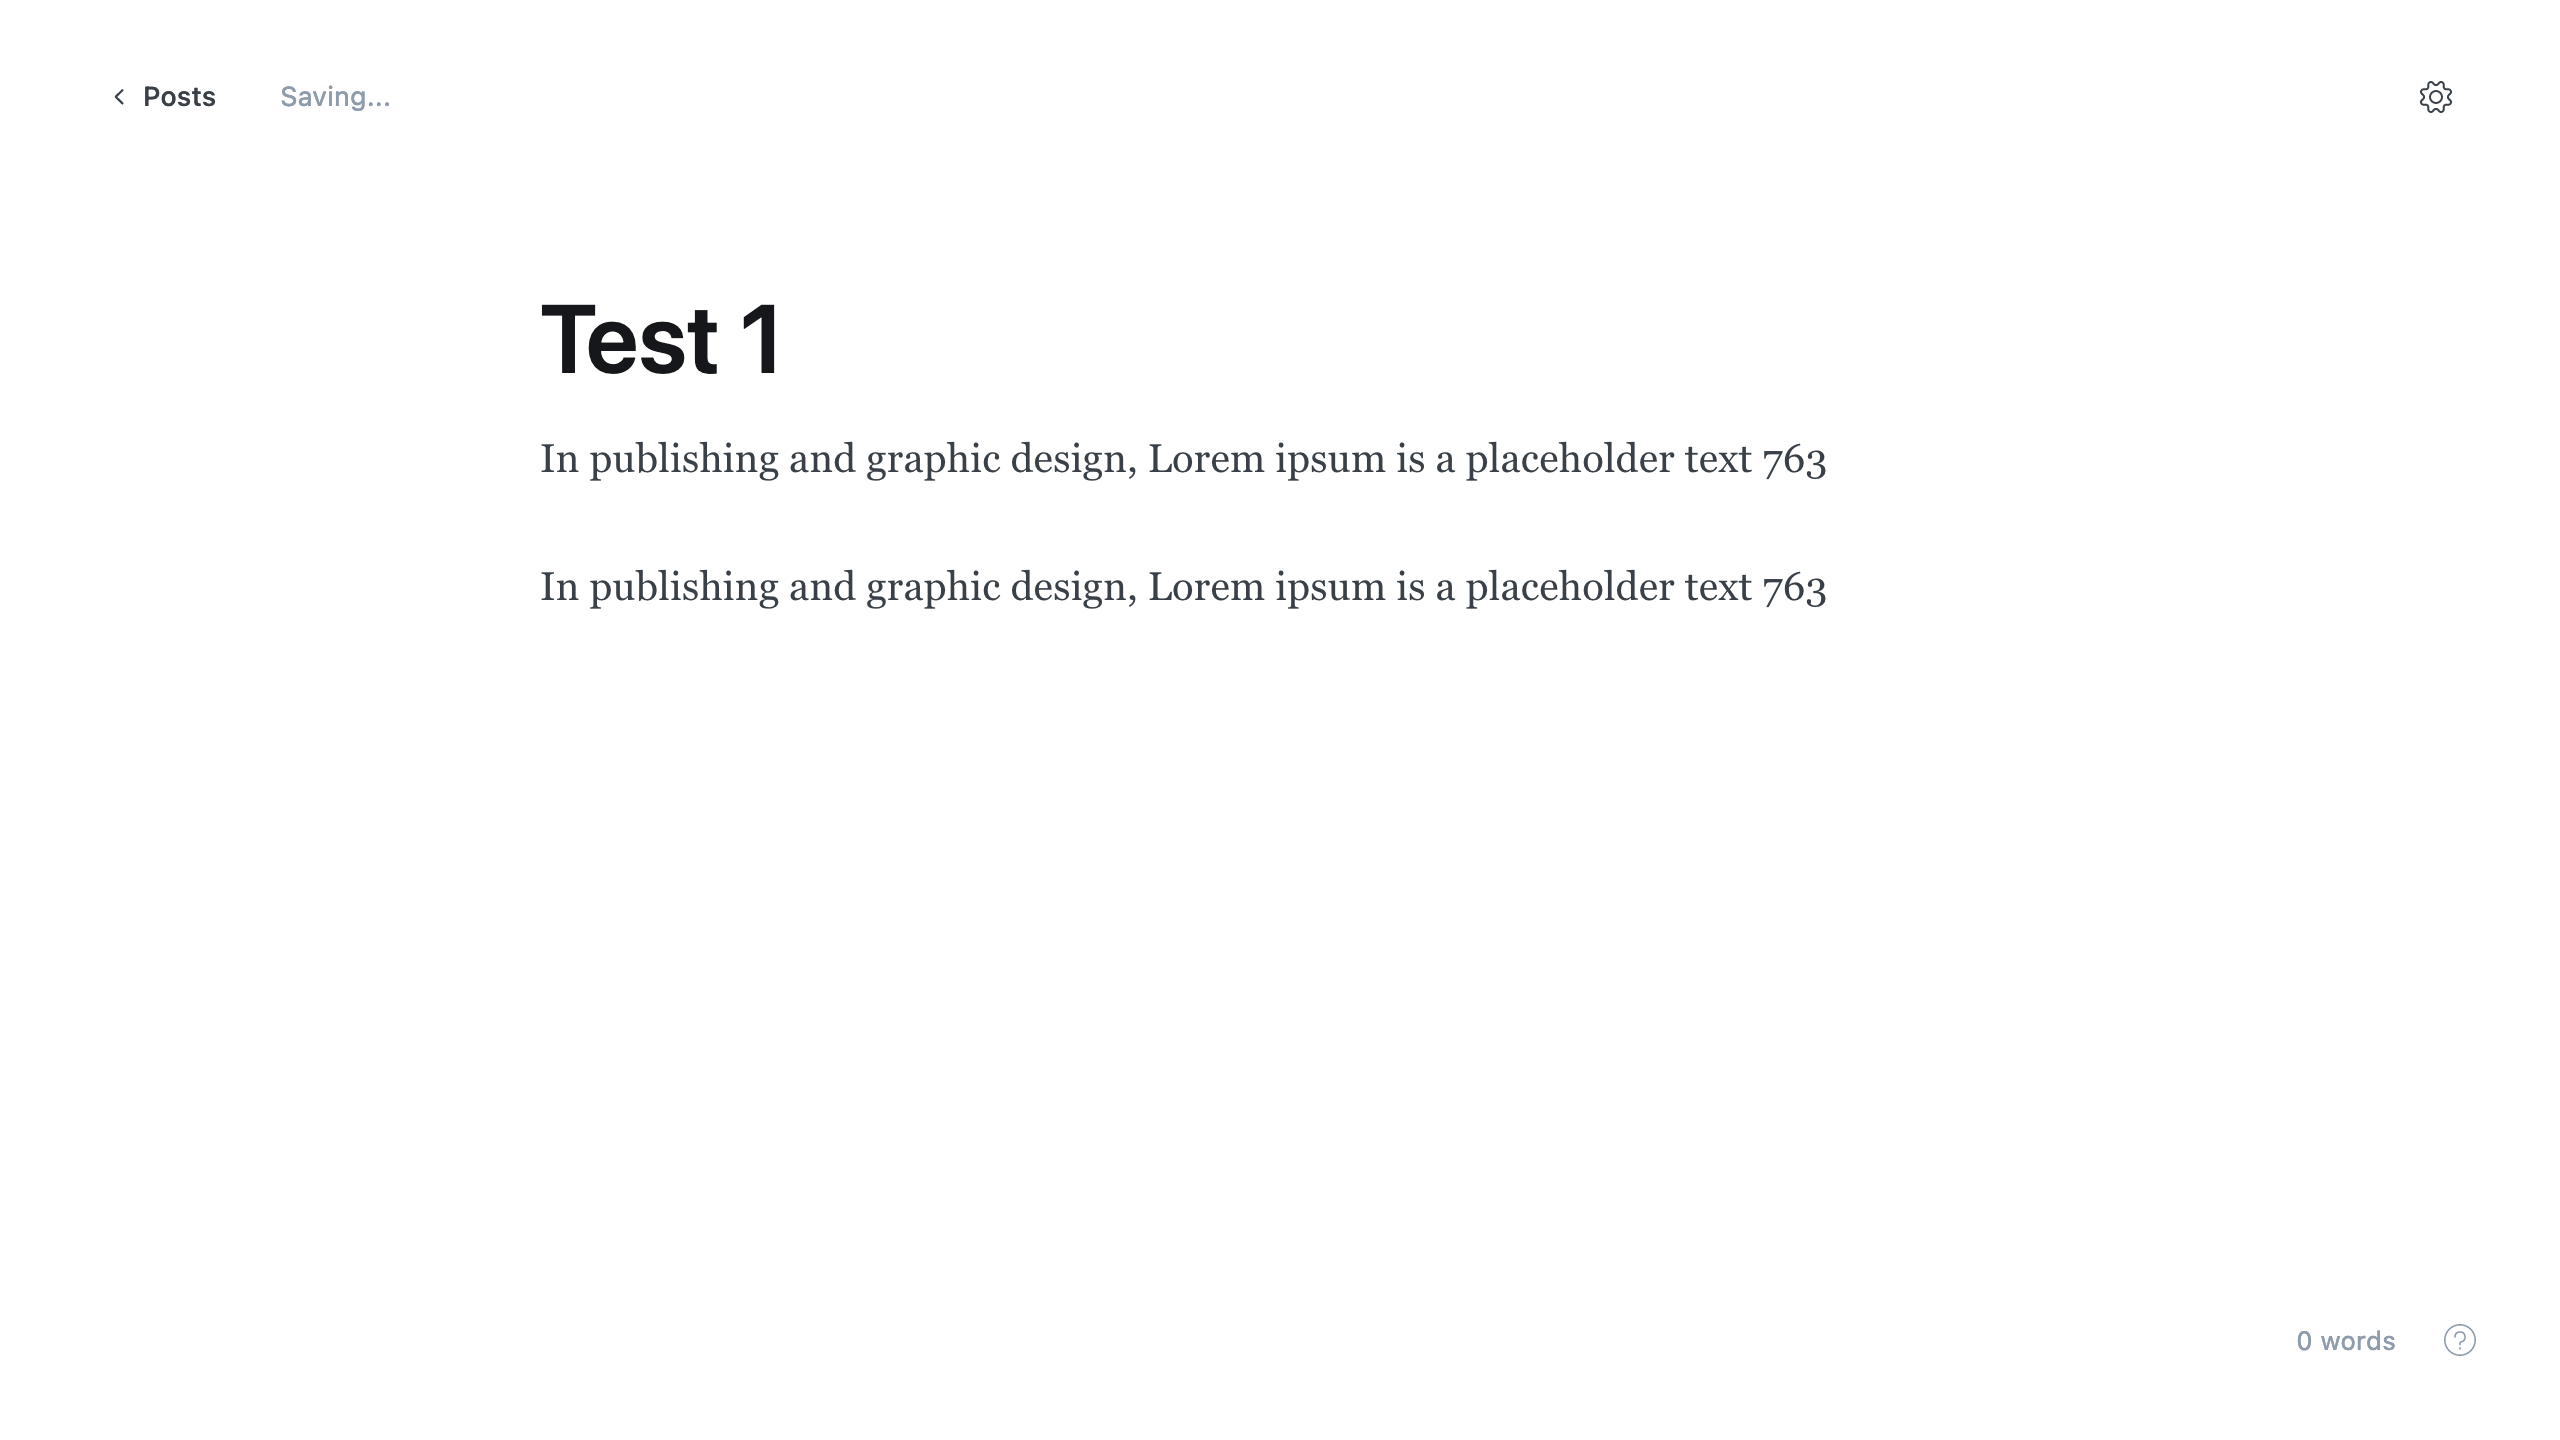 Posts Saving...
Test 1
In publishing and graphic design, Lorem ipsum is a placeholder text 763
In publishing and graphic design, Lorem ipsum is a placeholder text 763
0 words ?